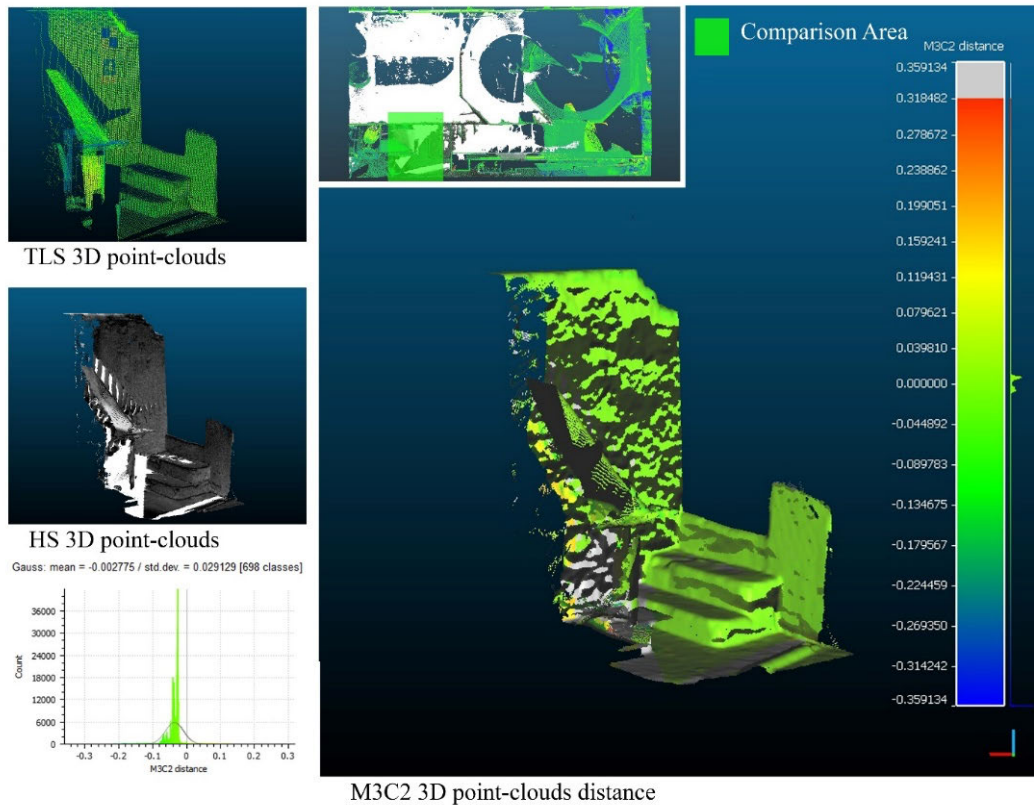 Comparison Area
M3C2 distance
0.359134
0.318482
0.278672
0.238862
0.199051
0.159241
0.119431
0.079621
0.039810
0.000000
-0.044892
-0.089783
-0.134675
-0.179567
-0.224459
-0.269350
-0.314242
-0.359134
TLS 3D point-clouds
HS 3D point-clouds
Gauss: mean = -0.002775 / std.dev. = 0.029129 [698 classes]
36000
30000
24000
18000
12000
6000
0
Count
-0.3 -0.2 -0.1 0 0.1 0.2 0.3
M3C2 distance
M3C2 3D point-clouds distance